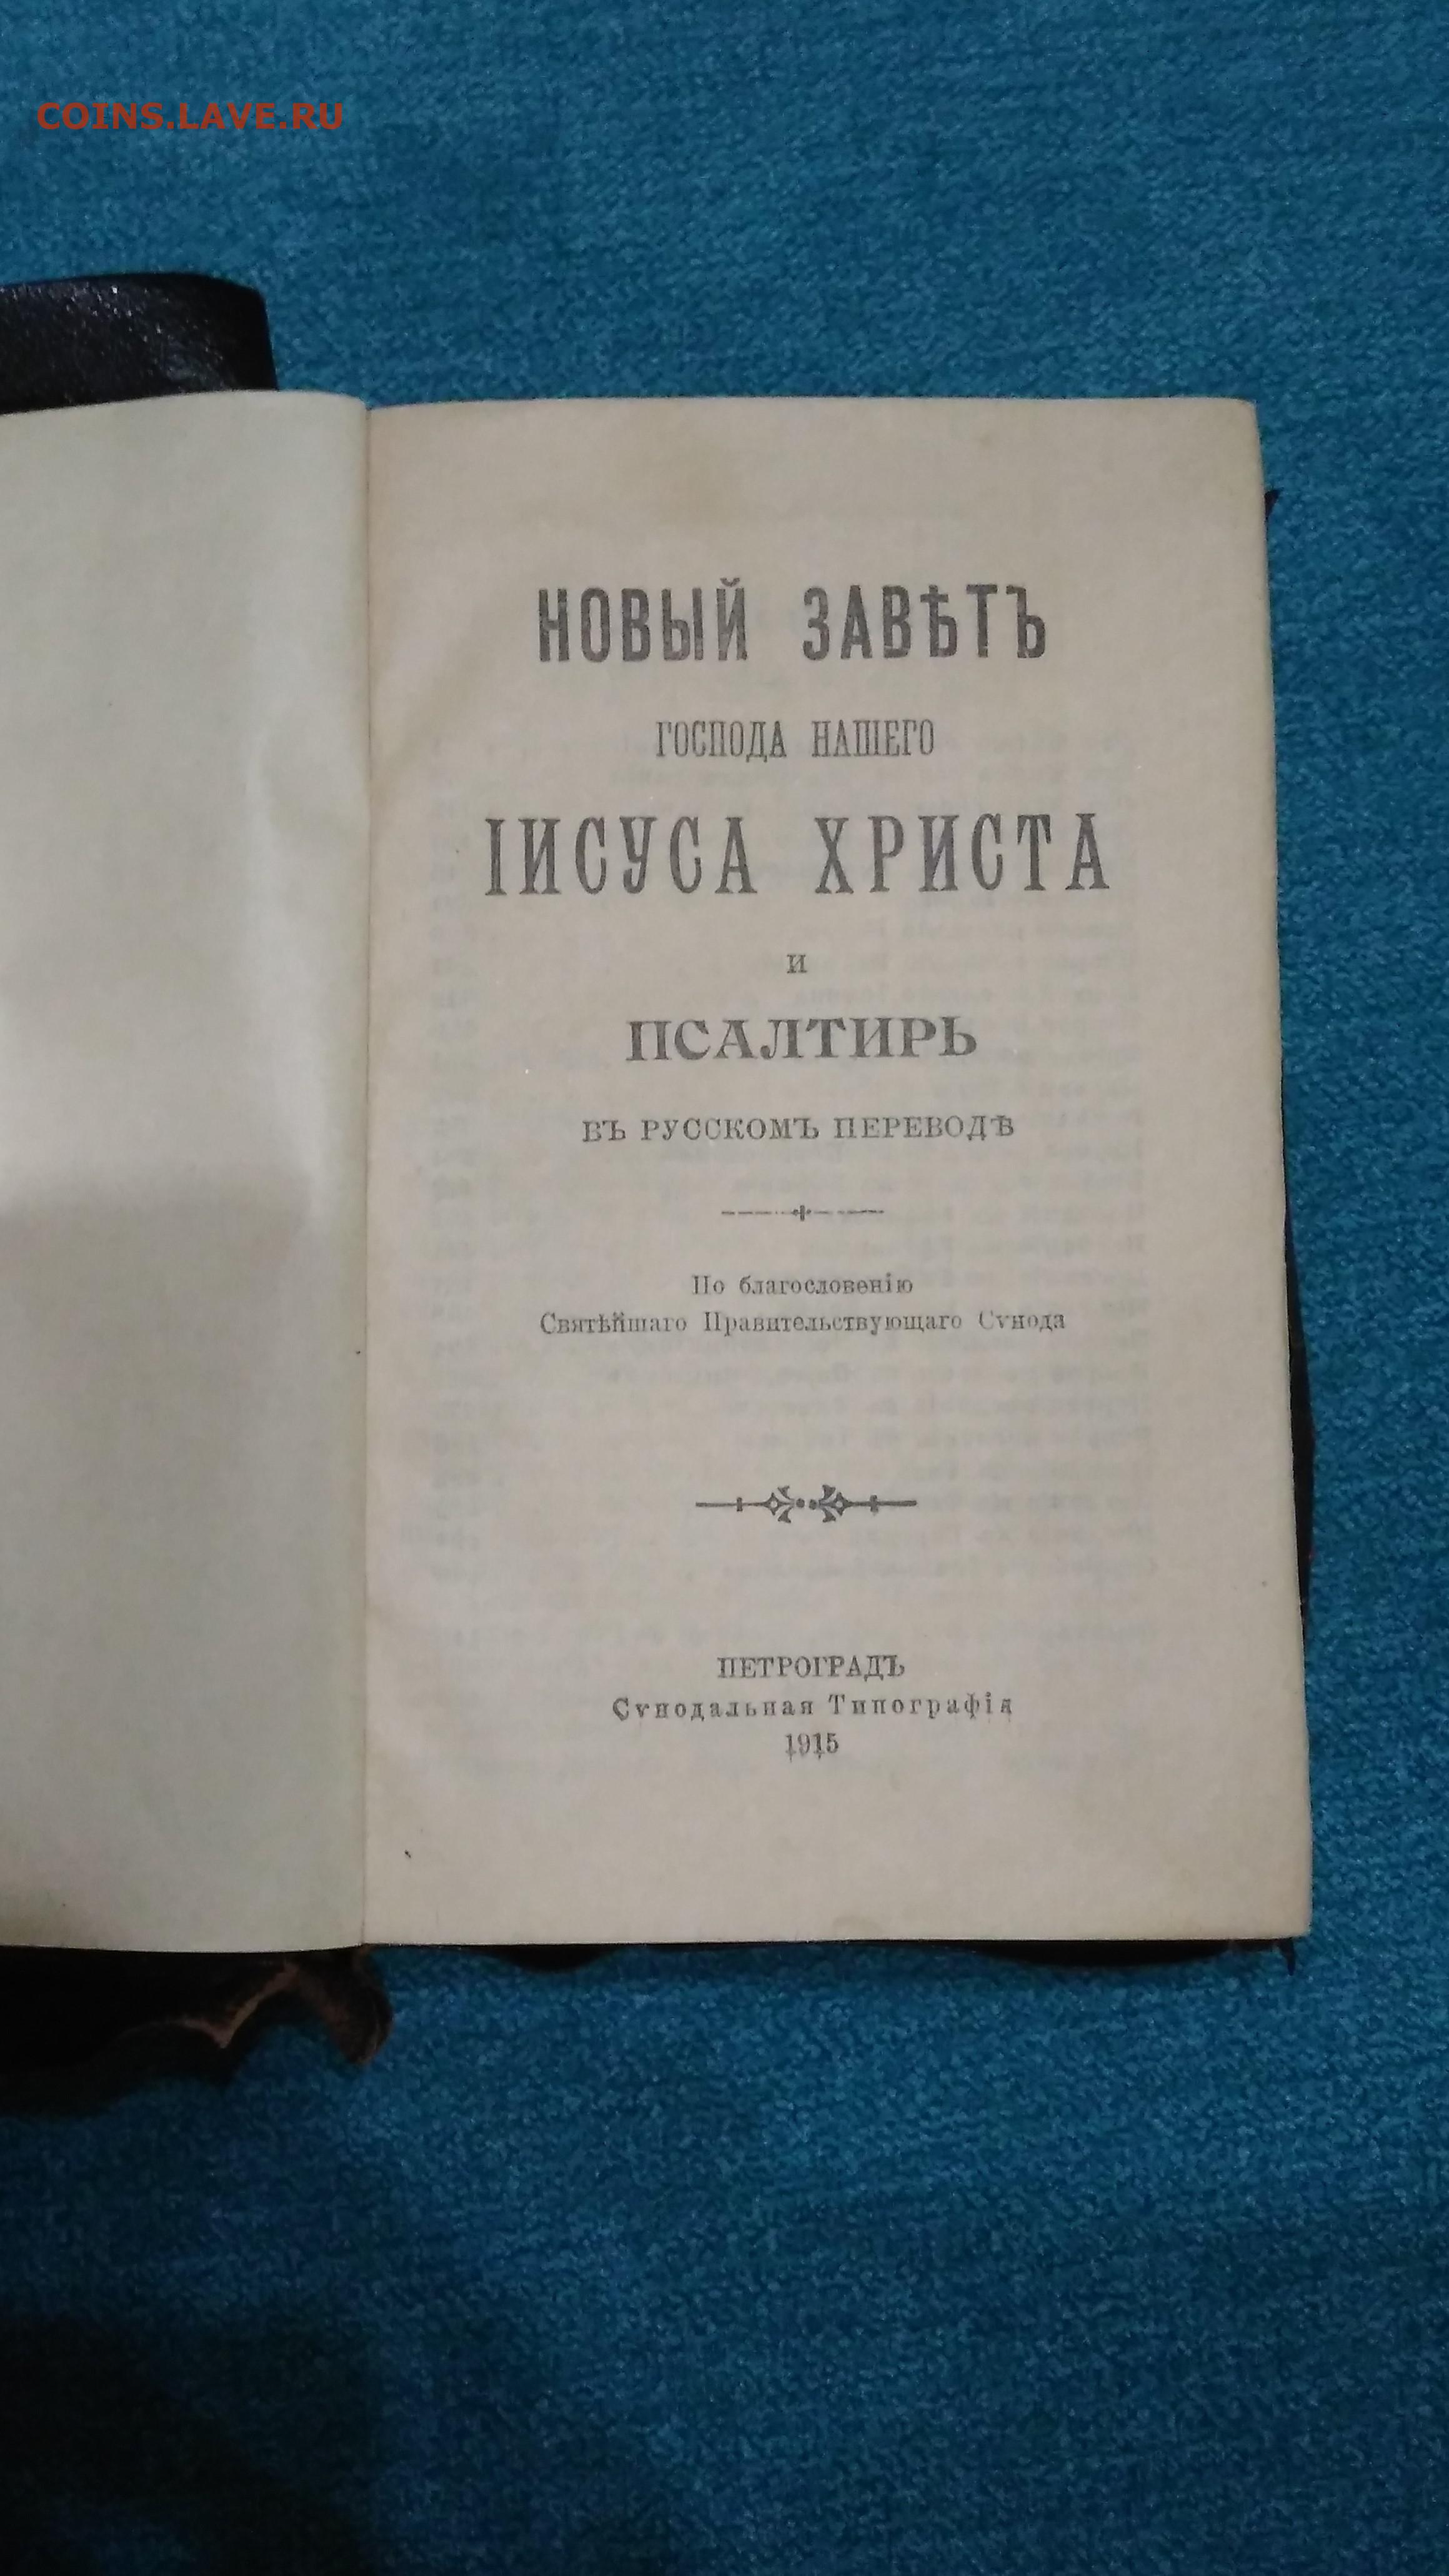 COINS.LAVE.RU
НОВЫЙ ЗАВѢТЪ
ГОСПОДА НАШЕГО
ІИСУСА ХРИСТА
И
ПСАЛТИРЬ
ВЪ РУССКОМЪ ПЕРЕВОДѢ
По благословенію
Святѣйшаго Правительствующаго Сѵнода
ПЕТРОГРАДЪ
Сѵнодальная Типографія
1915